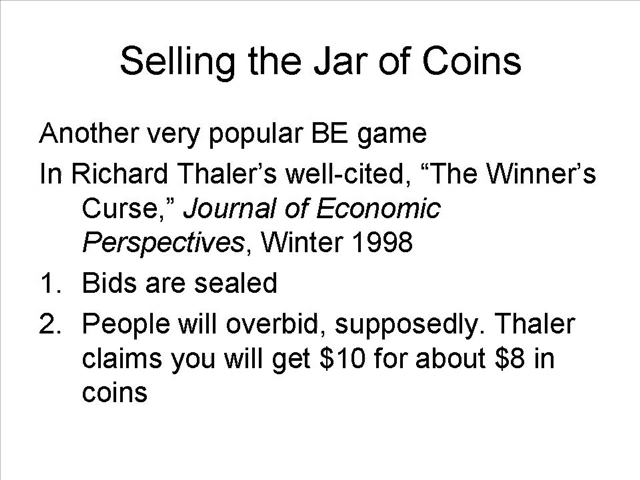 Selling the Jar of Coins
Another very popular BE game
In Richard Thaler’s well-cited, “The Winner’s
Curse,” Journal of Economic
Perspectives, Winter 1998
1. Bids are sealed
2. People will overbid, supposedly. Thaler
claims you will get $10 for about $8 in
coins